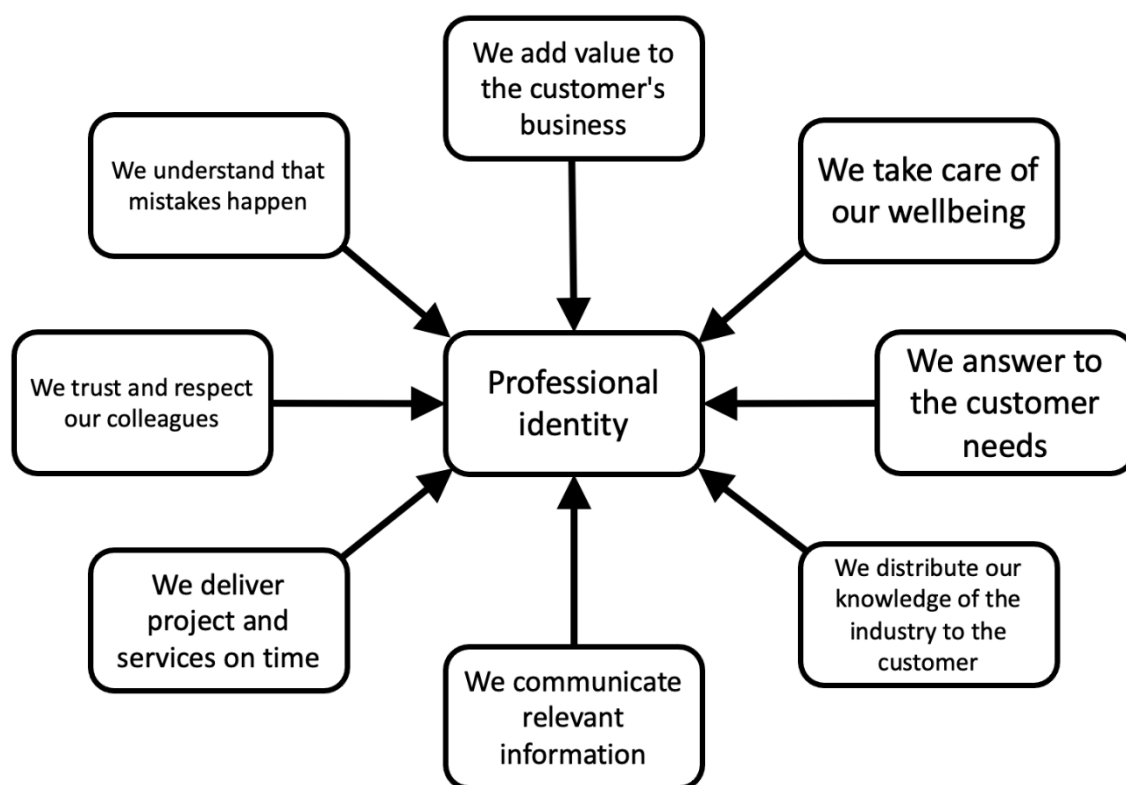 We add value to
the customer's
business
We understand that
mistakes happen
We take care of
our wellbeing
We trust and respect
our colleagues
Professional
identity
We answer to
the customer
needs
We deliver
project and
services on time
We communicate
relevant
information
We distribute our
knowledge of the
industry to the
customer